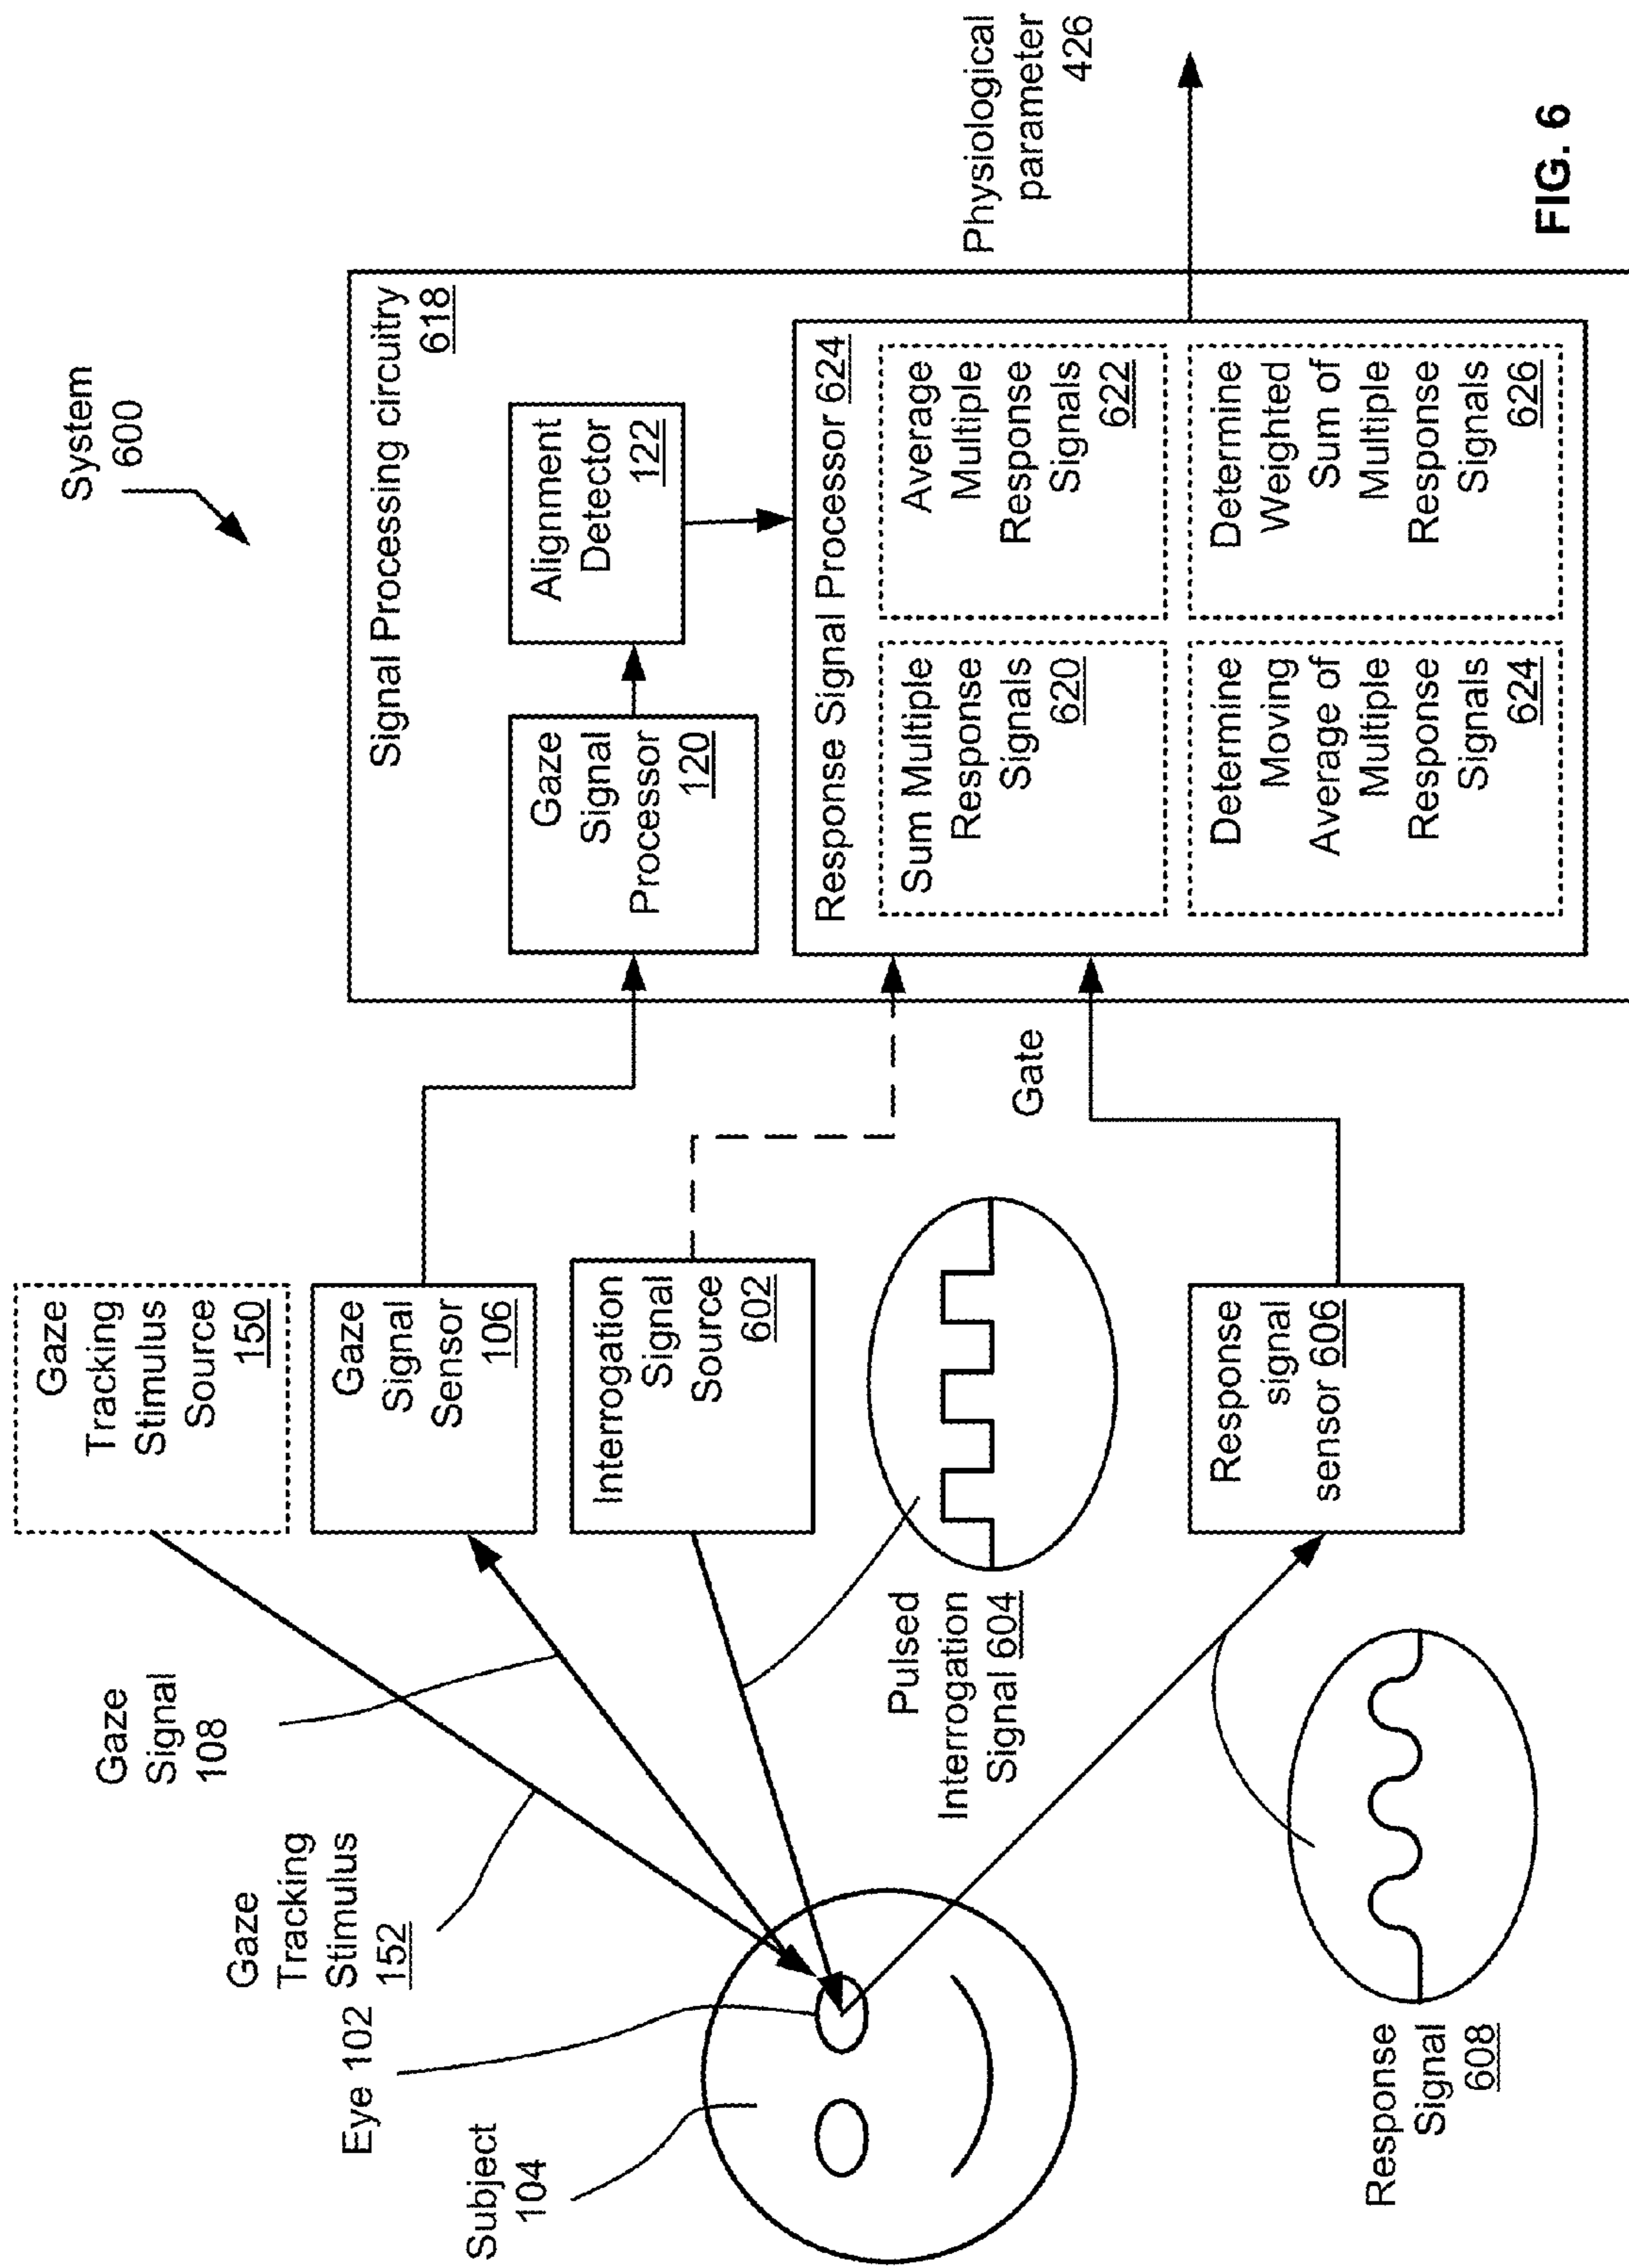 System
600
Gaze
Tracking
Stimulus
Source
150
Gaze
Signal
Sensor
106
Interrogation
Signal
Source
602
Response
signal
sensor 606
Gaze
Signal
108
Gaze
Tracking
Stimulus
152
Eye 102
Subject
104
Pulsed
Interrogation
Signal 604
Response
Signal
608
Gate
Signal Processing circuitry
618
Gaze
Signal
Processor
120
Alignment
Detector
122
Response Signal Processor 624
Sum Multiple
Response
Signals
620
Average
Multiple
Response
Signals
622
Determine
Moving
Average of
Multiple
Response
Signals
624
Determine
Weighted
Sum of
Multiple
Response
Signals
626
Physiological
parameter
426
FIG. 6